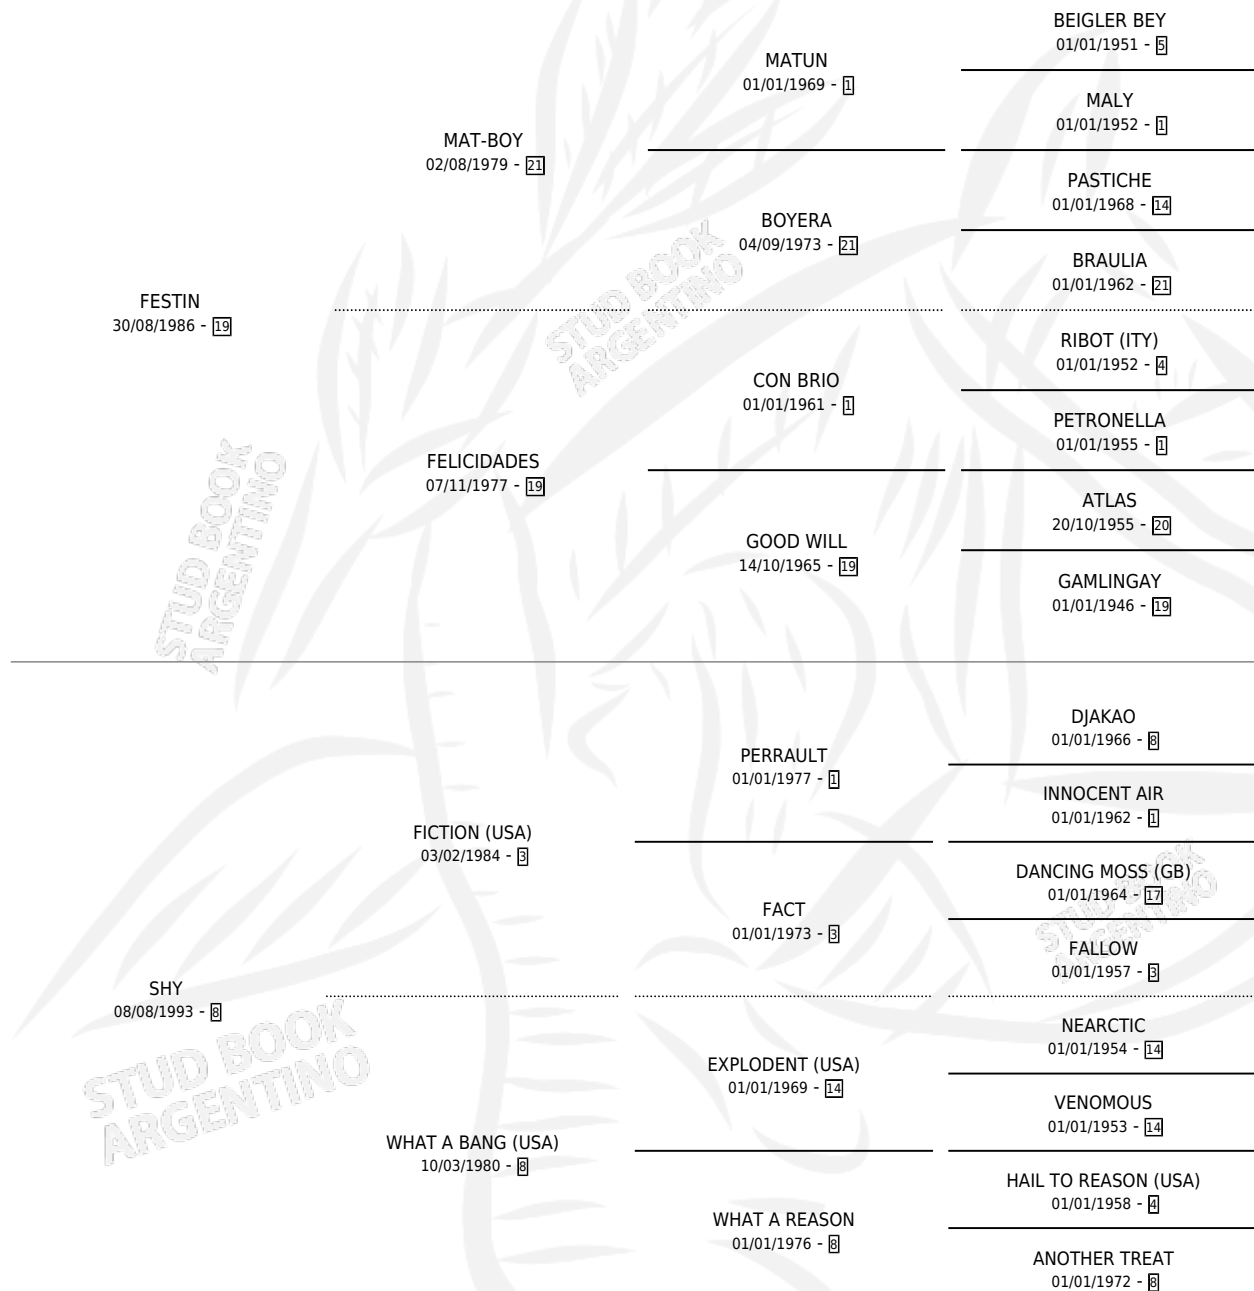 BEIGLER BEY
01/01/1951 - 5
MATUN
01/01/1969 - 1
MALY
01/01/1952 - 1
MAT-BOY
02/08/1979 - 21
PASTICHE
01/01/1968 - 14
BOYERA
04/09/1973 - 21
BRAULIA
01/01/1962 - 21
FESTIN
30/08/1986 - 19
RIBOT (ITY)
01/01/1952 - 4
CON BRIO
01/01/1961 - 1
PETRONELLA
01/01/1955 - 1
FELICIDADES
07/11/1977 - 19
ATLAS
20/10/1955 - 20
GOOD WILL
14/10/1965 - 19
GAMLINGAY
01/01/1946 - 19
DJAKAO
01/01/1966 - 8
PERRAULT
01/01/1977 - 1
INNOCENT AIR
01/01/1962 - 1
FICTION (USA)
03/02/1984 - 3
DANCING MOSS (GB)
01/01/1964 - 17
FACT
01/01/1973 - 3
FALLOW
01/01/1957 - 3
SHY
08/08/1993 - 8
NEARCTIC
01/01/1954 - 14
EXPLODENT (USA)
01/01/1969 - 14
VENOMOUS
01/01/1953 - 14
WHAT A BANG (USA)
10/03/1980 - 8
HAIL TO REASON (USA)
01/01/1958 - 4
WHAT A REASON
01/01/1976 - 8
ANOTHER TREAT
01/01/1972 - 8
STUD BOOK
ARGENTINO
STUD BOOK
ARGENTINO
STUD BOOK
ARGENTINO
STUD BOOK
ARGENTINO